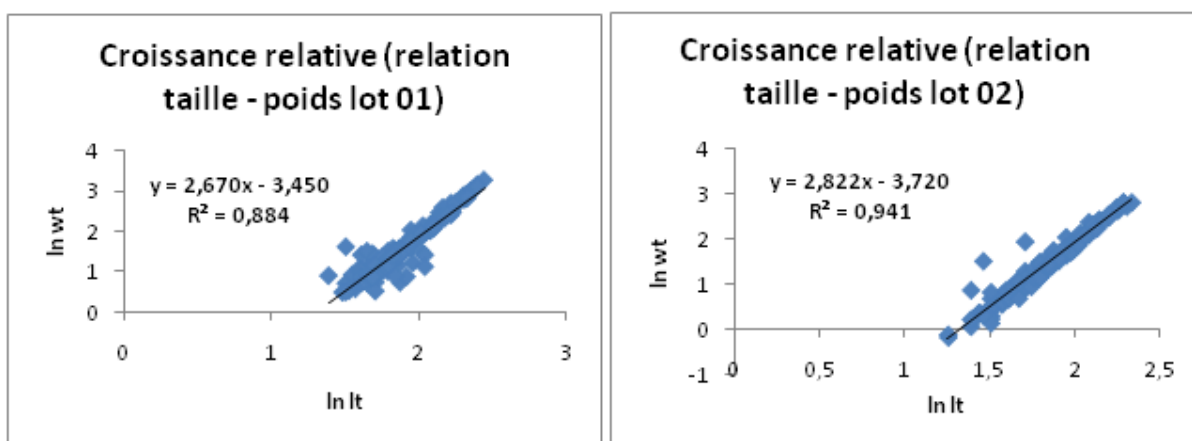 Croissance relative (relation
taille - poids lot 01)
4
3
2
1
0
y = 2,670x - 3,450
R² = 0,884
ln wt
0
1
2
3
ln lt
Croissance relative (relation
taille - poids lot 02)
4
3
2
1
0
-1
y = 2,822x - 3,720
R² = 0,941
ln wt
0
0,5
1
1,5
2
2,5
ln lt